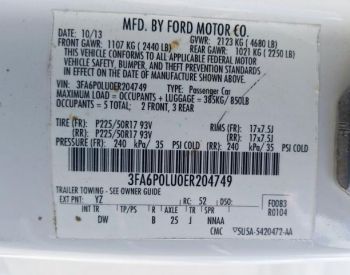 MFD. BY FORD MOTOR CO.
DATE: 10/13 GVWR: 2123 KG (4680 LB)
FRONT GAWR: 1107 KG (2440 LB) REAR GAWR: 1021 KG (2250 LB)
THIS VEHICLE CONFORMS TO ALL APPLICABLE FEDERAL MOTOR
VEHICLE SAFETY, BUMPER, AND THEFT PREVENTION STANDARDS
IN EFFECT ON THE DATE OF MANUFACTURE SHOWN ABOVE.
VIN: 3FA6P0LU0ER204749 TYPE: Passenger Car
MAXIMUM LOAD = OCCUPANTS + LUGGAGE = 385KG/850LB
OCCUPANTS = 5 TOTAL: 2 FRONT, 3 REAR
TIRE (FR): P225/50R17 93V RIMS (FR): 17x7.5J
(RR): P225/50R17 93V (RR): 17x7.5J
PRESSURE (FR): 240 kPa/35 PSI COLD (RR): 240 kPa/35 PSI COLD
3FA6P0LU0ER204749
TRAILER TOWING - SEE OWNER GUIDE
EXT PNT: YZ RC: 52 DSO: F0083
INT TR TP/PS R AXLE TR SPR R0104
DW B 25 J NNAA
CMC 5U5A-5420472-AA